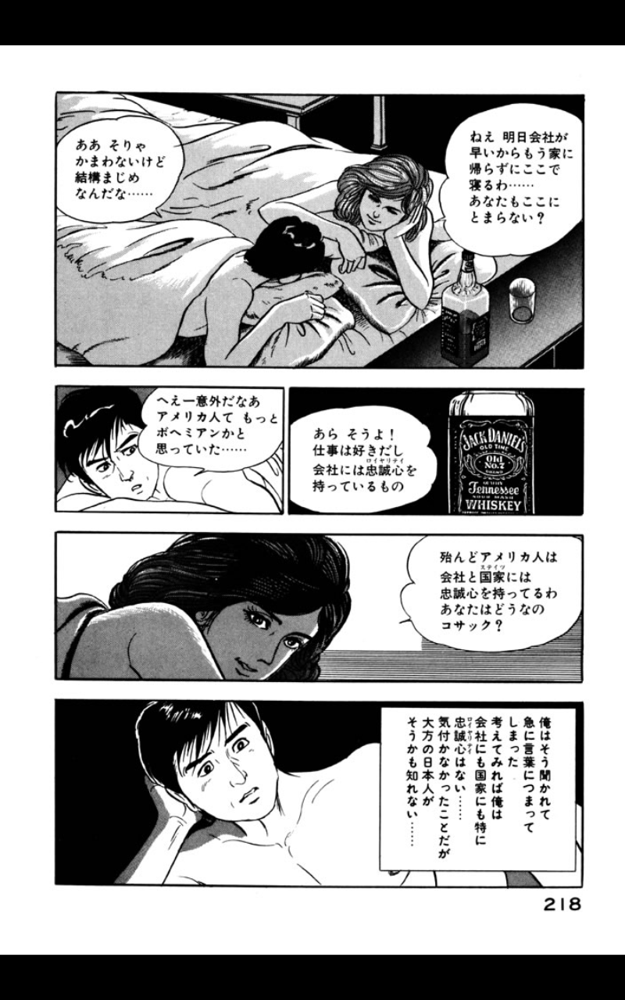 ねえ 明日会社が
早いからもう家に
帰らずにここで
寝るわ……
あなたもここに
とまらない？
ああ そりゃ
かまわないけど
結構まじめ
なんだな……
あら そうよ！
仕事は好きだし
会社には忠誠心を
ロイヤリテイ
持っているもの
JACK DANIEL'S
OLD TIME
Old
No.7
BRAND
Tennessee
SOUR MASH
WHISKEY
へえー意外だなあ
アメリカ人て もっと
ボヘミアンかと
思っていた……
殆んどアメリカ人は
会社と国家には
ステイツ
忠誠心を持ってるわ
あなたはどうなの
コサック？
俺はそう聞かれて
急に言葉につまって
しまった
考えてみれば俺は
会社にも国家にも特に
忠誠心はない……
ロイヤリテイ
気付かなかったことだが
大方の日本人が
そうかも知れない……
218